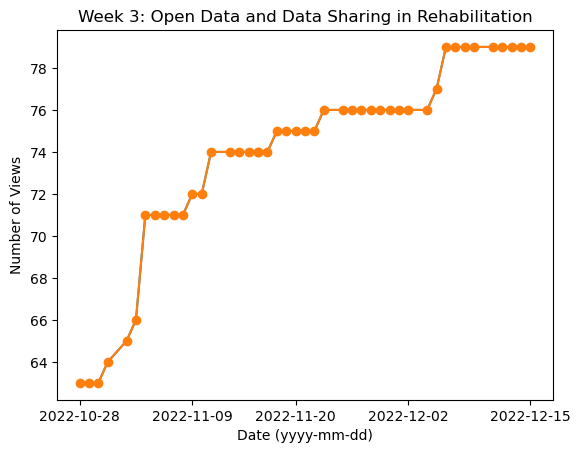 Week 3: Open Data and Data Sharing in Rehabilitation
Number of Views
78
76
74
72
70
68
66
64
2022-10-28 2022-11-09 2022-11-20 2022-12-02 2022-12-15
Date (yyyy-mm-dd)